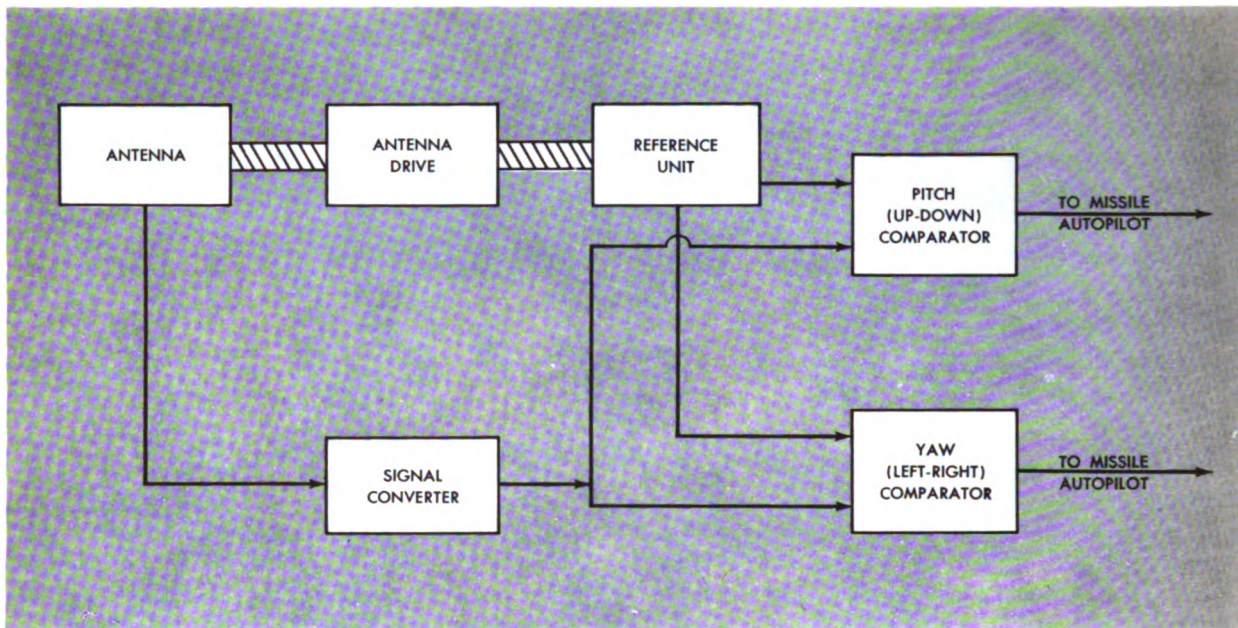 ANTENNA
ANTENNA
DRIVE
REFERENCE
UNIT
PITCH
(UP-DOWN)
COMPARATOR
TO MISSILE
AUTOPILOT
SIGNAL
CONVERTER
YAW
(LEFT-RIGHT)
COMPARATOR
TO MISSILE
AUTOPILOT